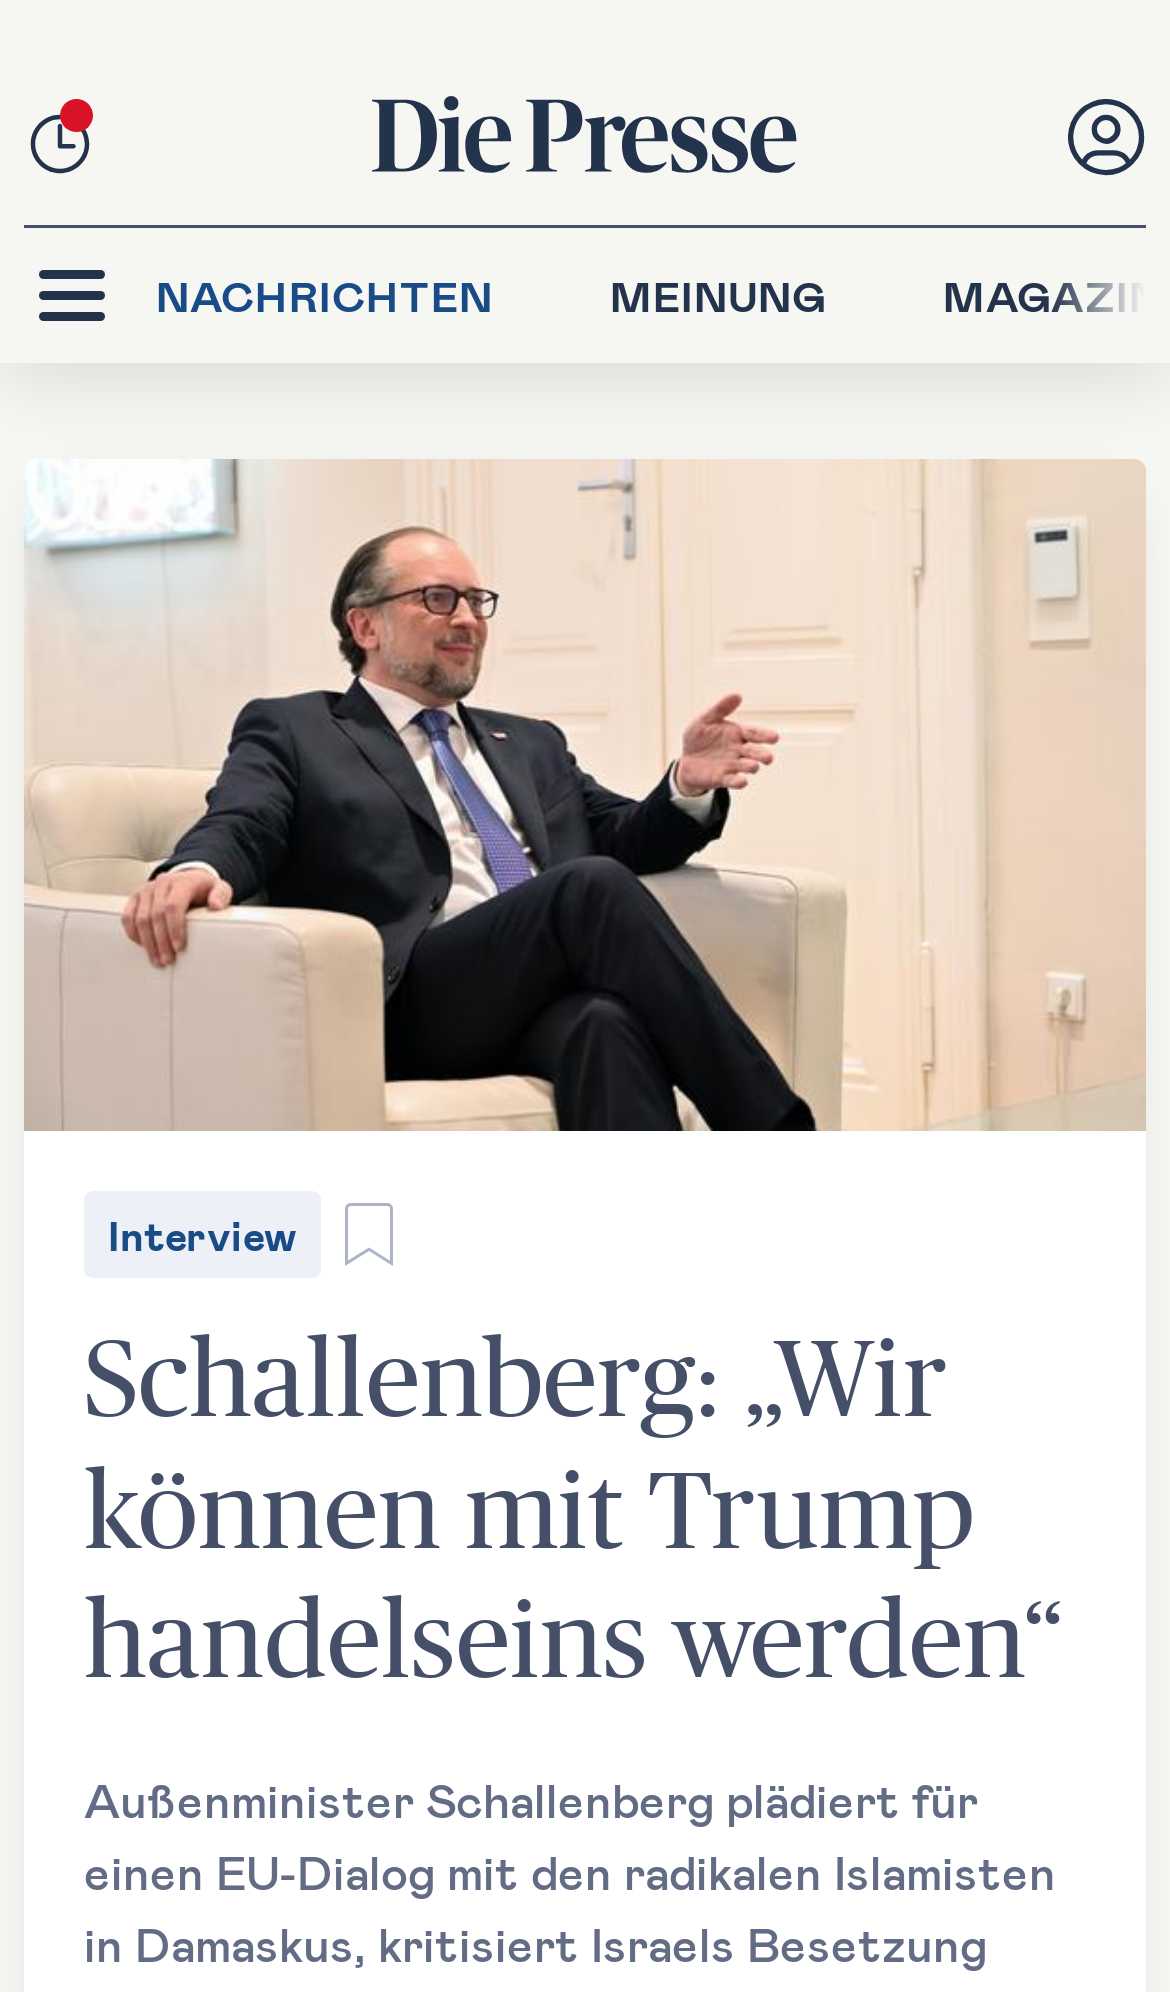 Die Presse
NACHRICHTEN MEINUNG MAGAZIN
Interview
Schallenberg: „Wir
können mit Trump
handelseins werden“
Außenminister Schallenberg plädiert für
einen EU-Dialog mit den radikalen Islamisten
in Damaskus, kritisiert Israels Besetzung